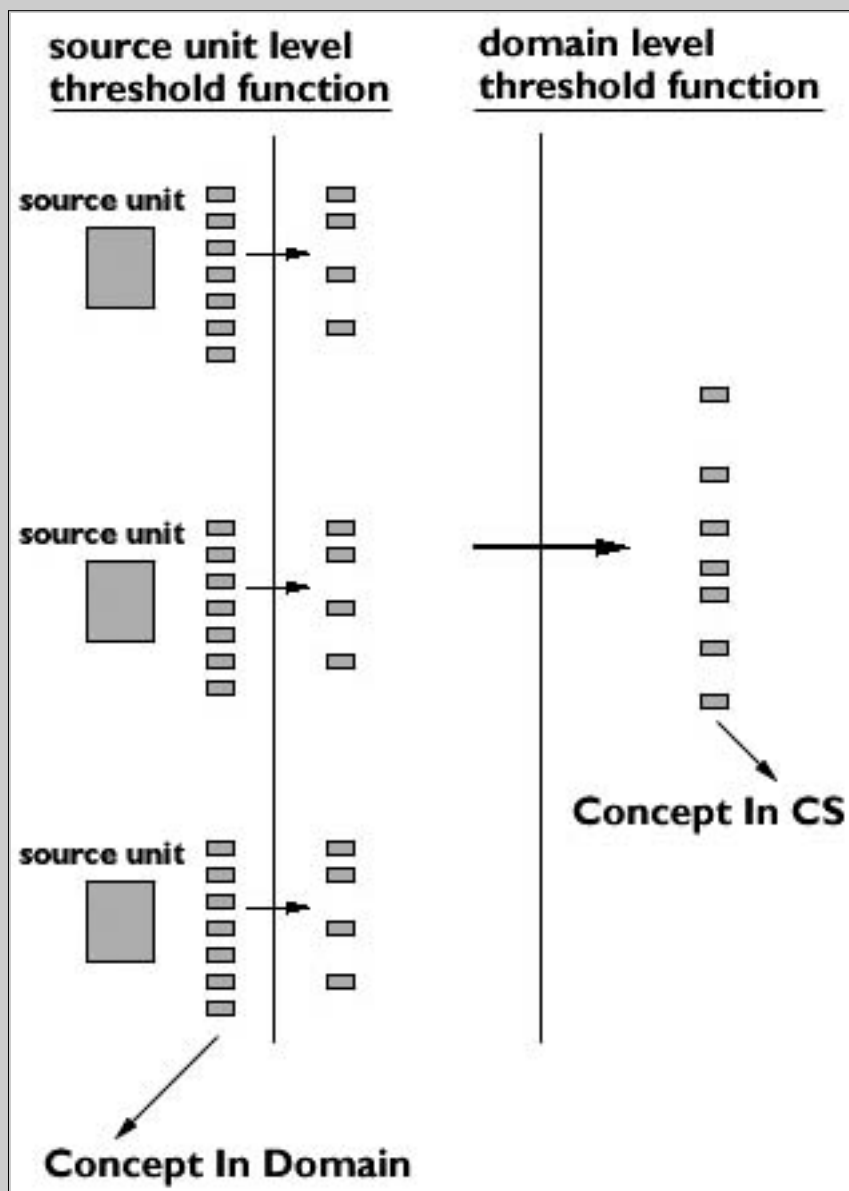 source unit level
threshold function
domain level
threshold function
source unit
source unit
source unit
Concept In CS
Concept In Domain